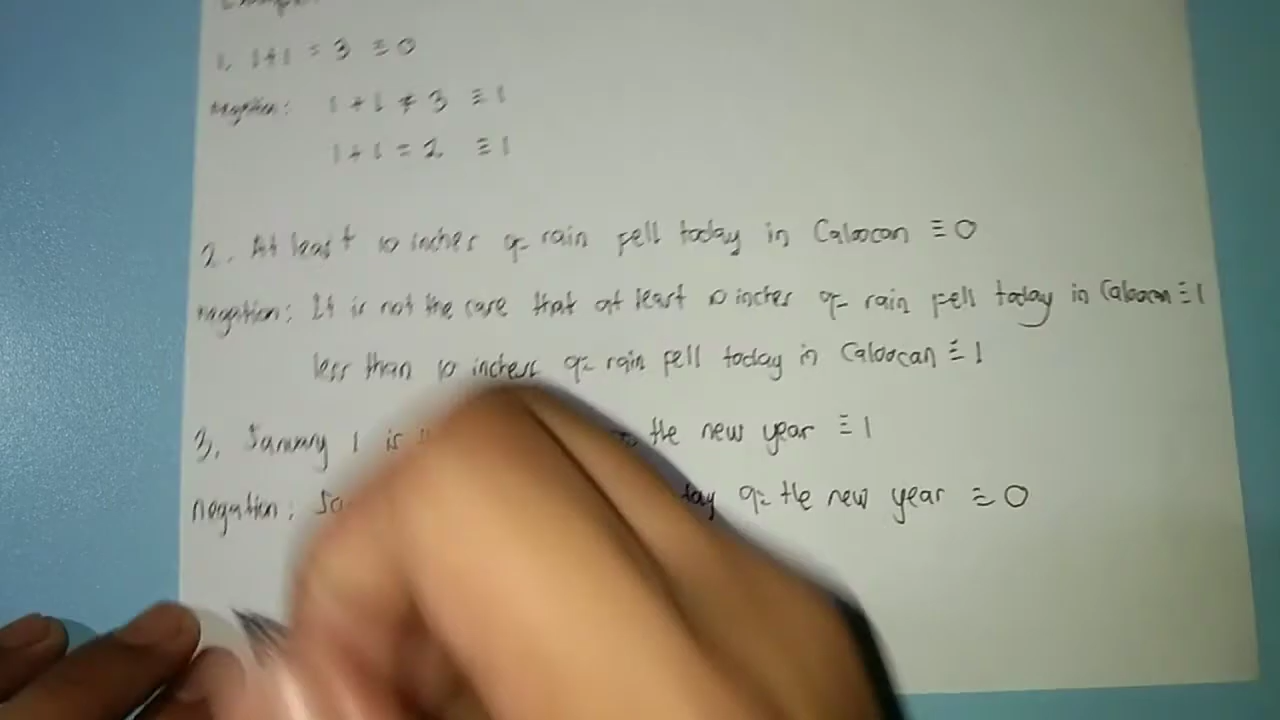 1. 1+1 = 3 ≡ 0
negation: 1 + 1 ≠ 3 ≡ 1
1 + 1 = 2 ≡ 1
2. At least 10 inches of rain fell today in Caloocan ≡ 0
negation: It is not the case that at least 10 inches of rain fell today in Caloocan ≡ 1
less than 10 inches of rain fell today in Caloocan ≡ 1
3. January 1 is the new year ≡ 1
negation: of the new year ≡ 0